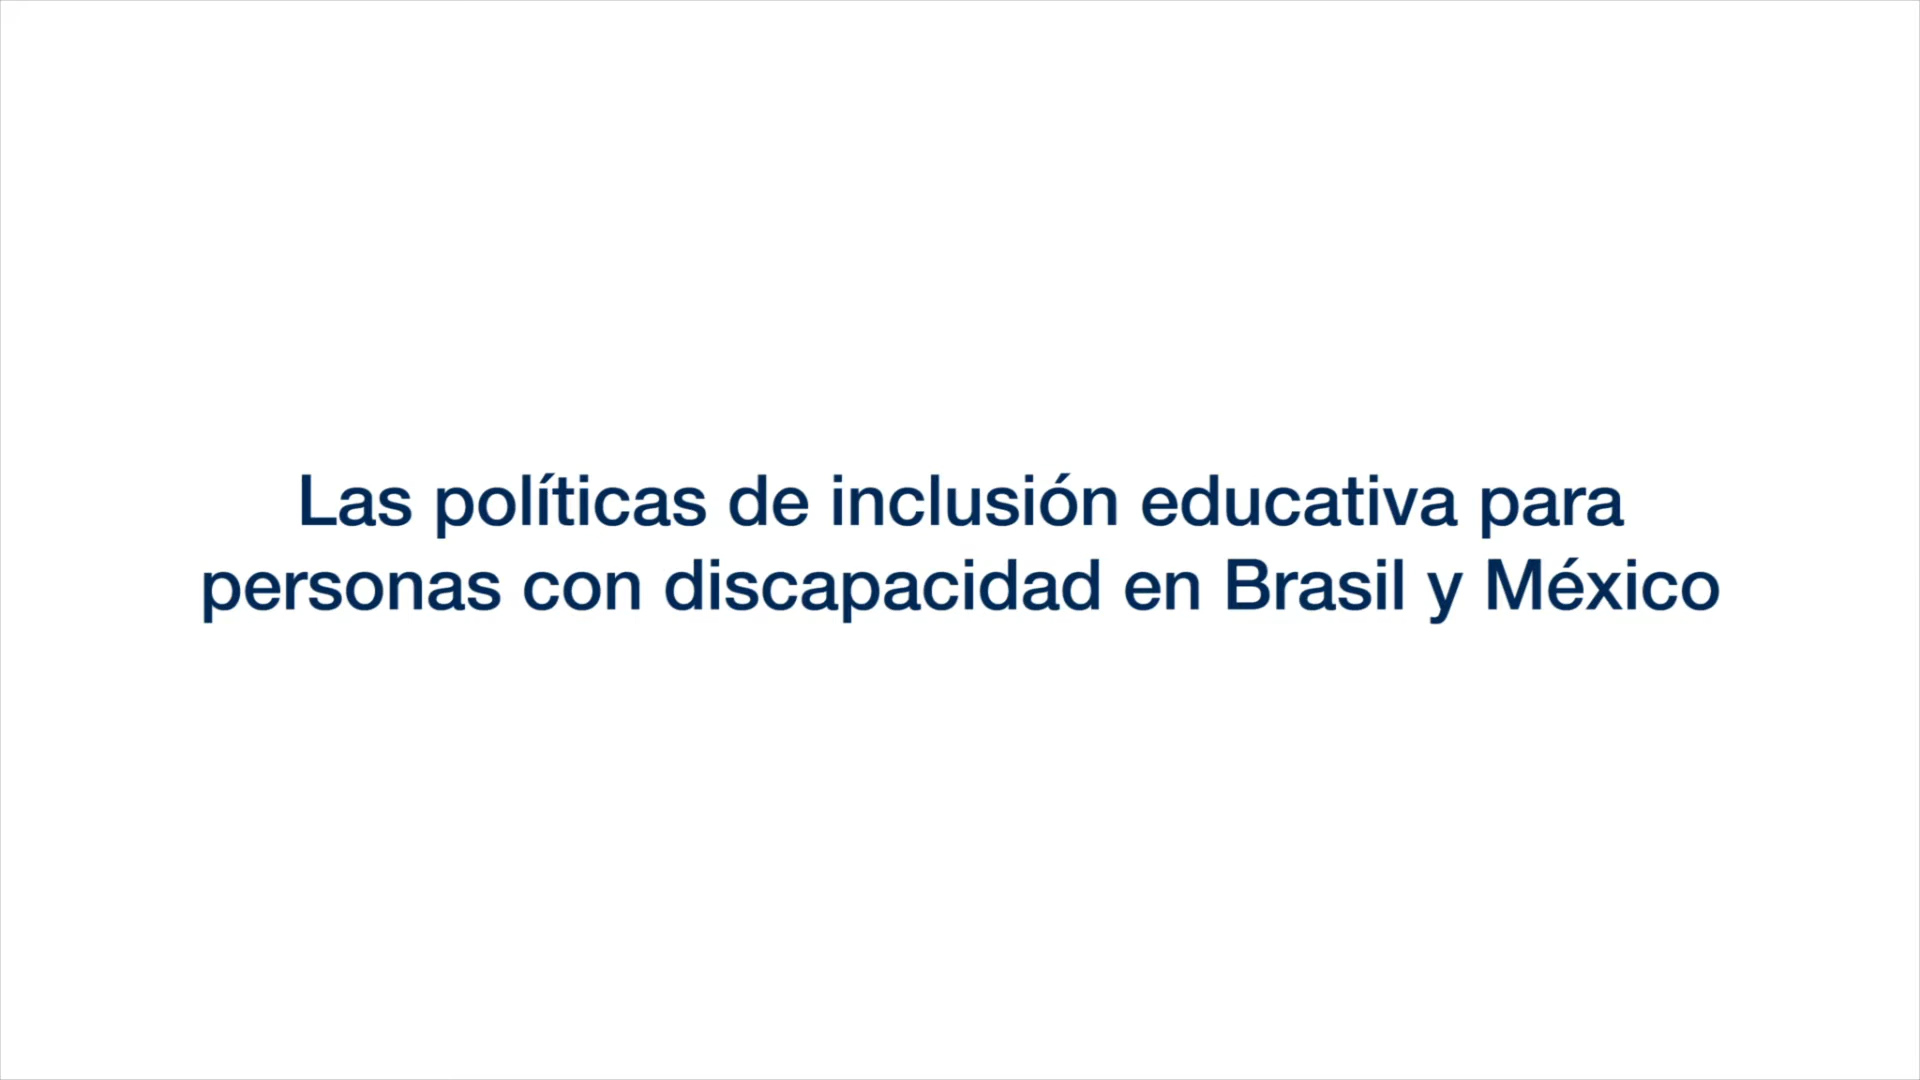 Las políticas de inclusión educativa para
personas con discapacidad en Brasil y México